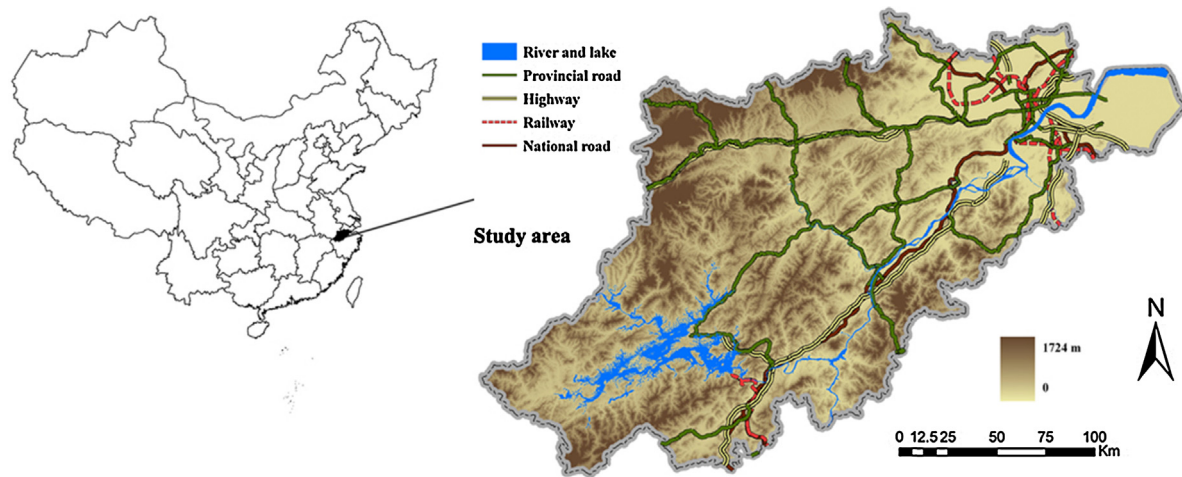 River and lake
Provincial road
Highway
Railway
National road
Study area
N
1724 m
0
0 12.5 25 50 75 100
Km